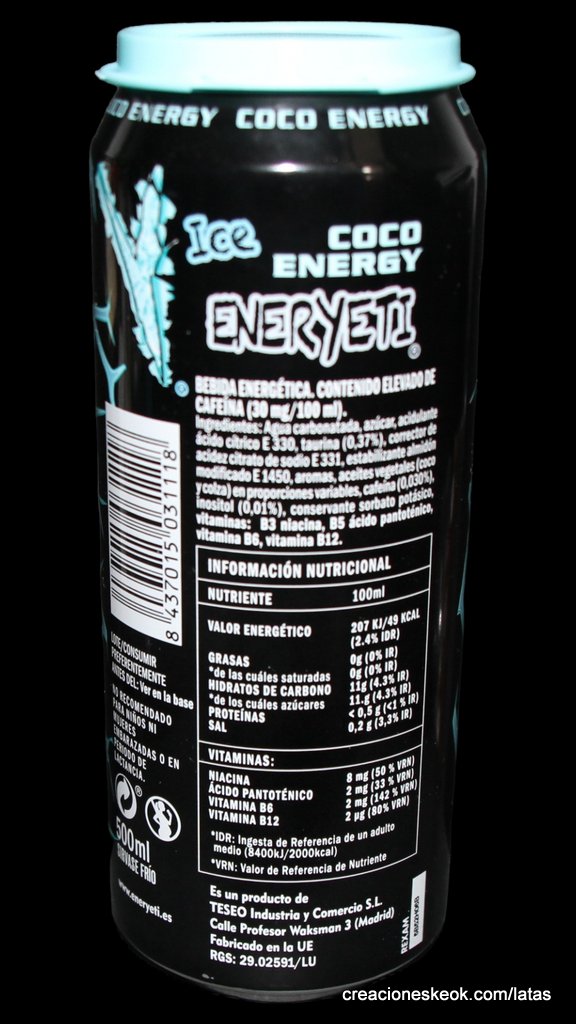 COCO ENERGY COCO ENERGY
Ice
COCO
ENERGY
ENERYETI
BEBIDA ENERGÉTICA. CONTENIDO ELEVADO DE
CAFEÍNA (30 mg/100 ml).
Ingredientes: Agua carbonatada, azúcar, acidulante
ácido cítrico E 330, taurina (0,37%), corrector de
acidez citrato de sodio E 331, estabilizante almidón
modificado E 1450, aromas, aceites vegetales (coco
y colza) en proporciones variables, cafeína (0,030%),
inositol (0,01%), conservante sorbato potásico,
vitaminas: B3 niacina, B5 ácido pantoténico,
vitamina B6, vitamina B12.
INFORMACIÓN NUTRICIONAL
NUTRIENTE 100ml
VALOR ENERGÉTICO 207 KJ/49 KCAL
(2.4% IDR)
GRASAS 0g (0% IR)
*de las cuáles saturadas 0g (0% IR)
HIDRATOS DE CARBONO 11g (4.3% IR)
*de los cuáles azúcares 11.g (4.3% IR)
PROTEÍNAS < 0,5 g (<1 % IR)
SAL 0,2 g (3,3% IR)
VITAMINAS:
NIACINA 8 mg (50 % VRN)
ÁCIDO PANTOTÉNICO 2 mg (33 % VRN)
VITAMINA B6 2 mg (142 % VRN)
VITAMINA B12 2 µg (80% VRN)
*IDR: Ingesta de Referencia de un adulto
medio (8400kJ/2000kcal)
*VRN: Valor de Referencia de Nutriente
Es un producto de
TESEO Industria y Comercio S.L.
Calle Profesor Waksman 3 (Madrid)
Fabricado en la UE
RGS: 29.02591/LU
REXAM
8 437015 031118
LOTE/CONSUMIR
PREFERENTEMENTE
ANTES DEL: Ver en la base
NO RECOMENDADO
PARA NIÑOS NI
MUJERES
EMBARAZADAS O EN
PERIODO DE
LACTANCIA.
500ml
SÍRVASE FRÍO
www.eneryeti.es
creacioneskeok.com/latas